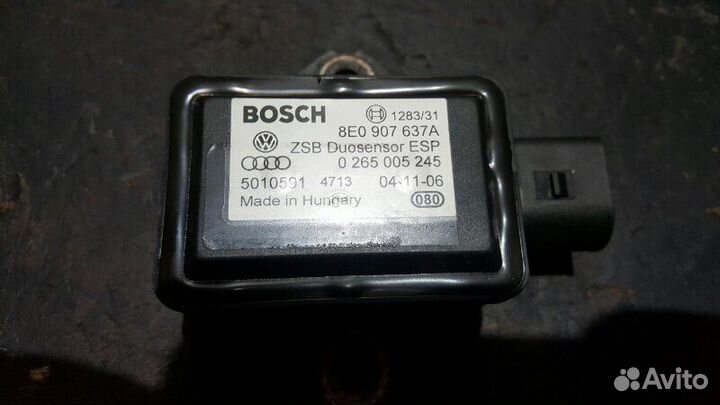 BOSCH 1283/31
8E0 907 637A
ZSB Duosensor ESP
0 265 005 245
5010591 4713 04-11-06
Made in Hungary 080
Avito